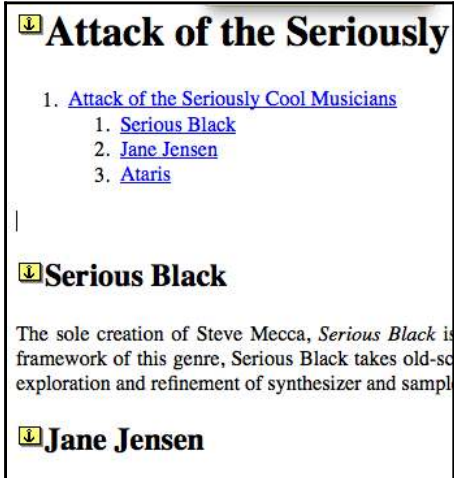 Attack of the Seriously
1. Attack of the Seriously Cool Musicians
1. Serious Black
2. Jane Jensen
3. Ataris
Serious Black
The sole creation of Steve Mecca, Serious Black is
framework of this genre, Serious Black takes old-sc
exploration and refinement of synthesizer and sampl
Jane Jensen